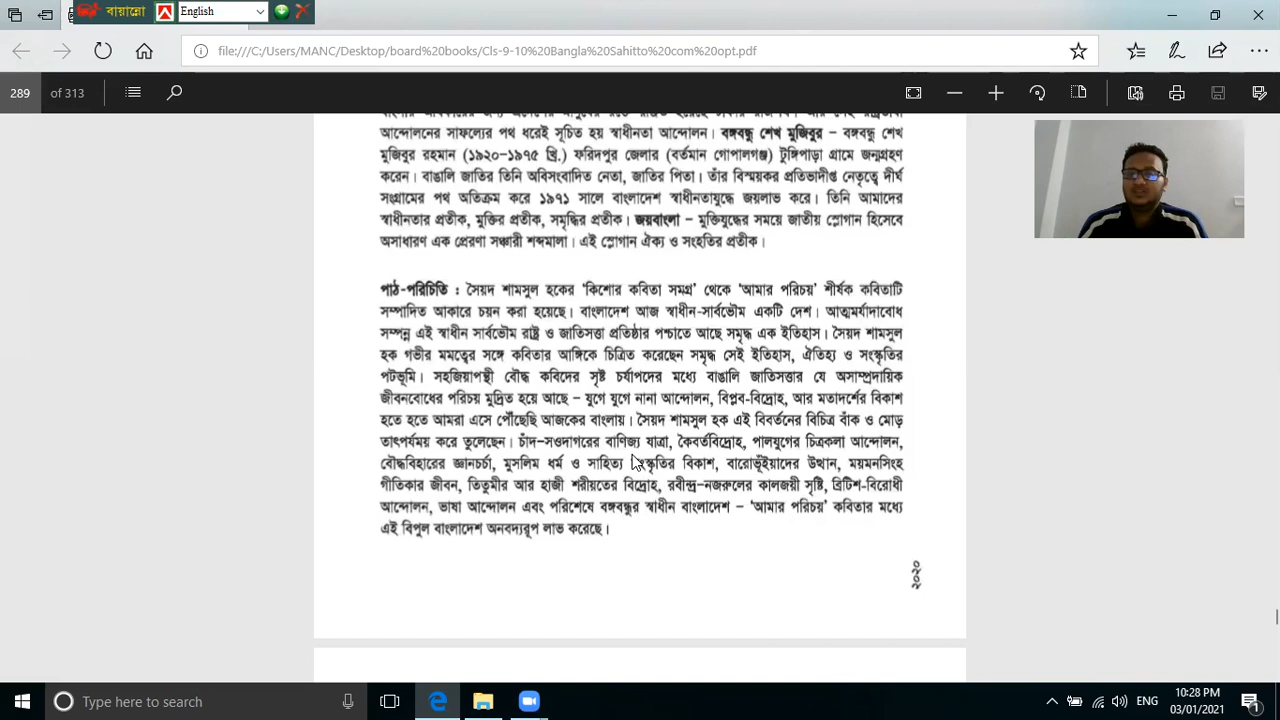 বায়ান্নো
English
file:///C:/Users/MANC/Desktop/board%20books/Cls-9-10%20Bangla%20Sahitto%20com%20opt.pdf
289 of 313
আন্দোলনের সাফল্যের পথ ধরেই সূচিত হয় স্বাধীনতা আন্দোলন। বঙ্গবন্ধু শেখ মুজিবুর – বঙ্গবন্ধু শেখ
মুজিবুর রহমান (১৯২০–১৯৭৫ খ্রি.) ফরিদপুর জেলার (বর্তমান গোপালগঞ্জ) টুঙ্গিপাড়া গ্রামে জন্মগ্রহণ
করেন। বাঙালি জাতির তিনি অবিসংবাদিত নেতা, জাতির পিতা। তাঁর বিস্ময়কর প্রতিভাদীপ্ত নেতৃত্বে দীর্ঘ
সংগ্রামের পথ অতিক্রম করে ১৯৭১ সালে বাংলাদেশ স্বাধীনতাযুদ্ধে জয়লাভ করে। তিনি আমাদের
স্বাধীনতার প্রতীক, মুক্তির প্রতীক, সমৃদ্ধির প্রতীক। জয়বাংলা – মুক্তিযুদ্ধের সময়ে জাতীয় স্লোগান হিসেবে
অসাধারণ এক প্রেরণা সঞ্চারী শব্দমালা। এই স্লোগান ঐক্য ও সংহতির প্রতীক।
পাঠ-পরিচিতি : সৈয়দ শামসুল হকের ‘কিশোর কবিতা সমগ্র’ থেকে ‘আমার পরিচয়’ শীর্ষক কবিতাটি
সম্পাদিত আকারে চয়ন করা হয়েছে। বাংলাদেশ আজ স্বাধীন-সার্বভৌম একটি দেশ। আত্মমর্যাদাবোধ
সম্পন্ন এই স্বাধীন সার্বভৌম রাষ্ট্র ও জাতিসত্তা প্রতিষ্ঠার পশ্চাতে আছে সমৃদ্ধ এক ইতিহাস। সৈয়দ শামসুল
হক গভীর মমত্বের সঙ্গে কবিতার আঙ্গিকে চিত্রিত করেছেন সমৃদ্ধ সেই ইতিহাস, ঐতিহ্য ও সংস্কৃতির
পটভূমি। সহজিয়াপন্থী বৌদ্ধ কবিদের সৃষ্ট চর্যাপদের মধ্যে বাঙালি জাতিসত্তার যে অসাম্প্রদায়িক
জীবনবোধের পরিচয় মুদ্রিত হয়ে আছে – যুগে যুগে নানা আন্দোলন, বিপ্লব-বিদ্রোহ, আর মতাদর্শের বিকাশ
হতে হতে আমরা এসে পৌঁছেছি আজকের বাংলায়। সৈয়দ শামসুল হক এই বিবর্তনের বিচিত্র বাঁক ও মোড়
তাৎপর্যময় করে তুলেছেন। চাঁদ-সওদাগরের বাণিজ্য যাত্রা, কৈবর্তবিদ্রোহ, পালযুগের চিত্রকলা আন্দোলন,
বৌদ্ধবিহারের জ্ঞানচর্চা, মুসলিম ধর্ম ও সাহিত্য সংস্কৃতির বিকাশ, বারোভূঁইয়াদের উত্থান, ময়মনসিংহ
গীতিকার জীবন, তিতুমীর আর হাজী শরীয়তের বিদ্রোহ, রবীন্দ্র-নজরুলের কালজয়ী সৃষ্টি, ব্রিটিশ-বিরোধী
আন্দোলন, ভাষা আন্দোলন এবং পরিশেষে বঙ্গবন্ধুর স্বাধীন বাংলাদেশ – ‘আমার পরিচয়’ কবিতার মধ্যে
এই বিপুল বাংলাদেশ অনবদ্যরূপ লাভ করেছে।
২০২০
Type here to search
ENG
10:28 PM
03/01/2021